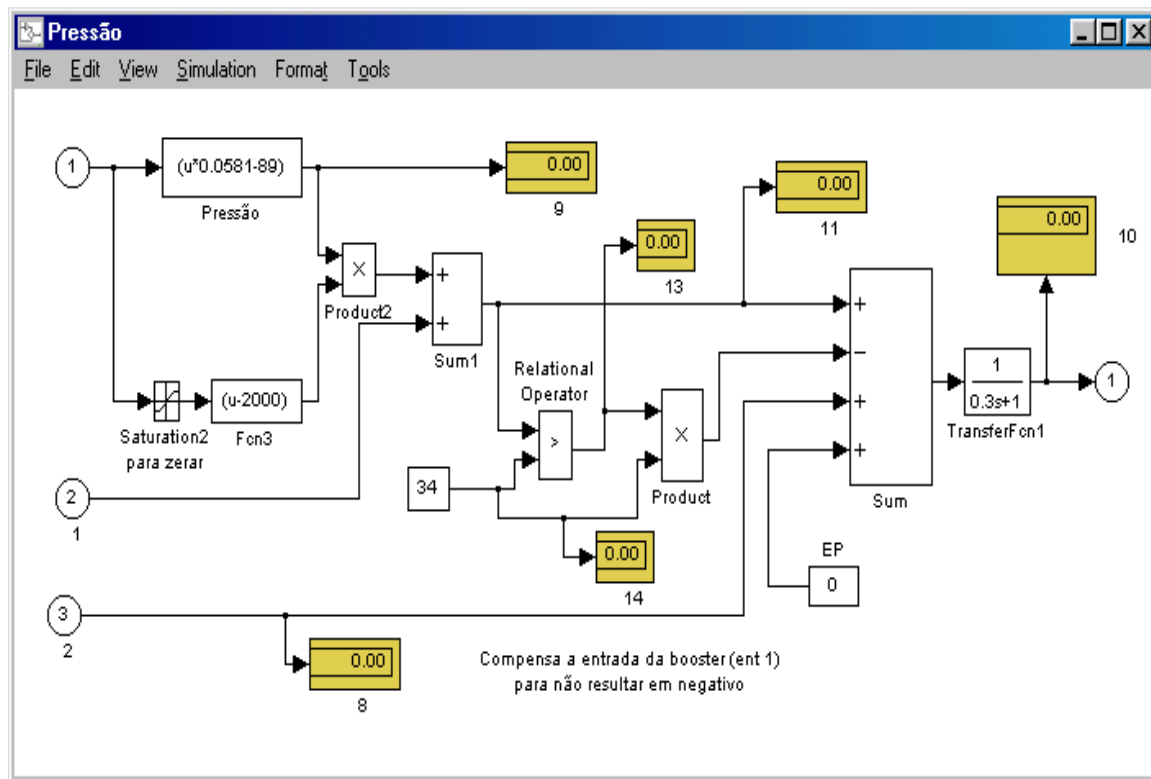 Pressão
File Edit View Simulation Format Tools
1
(u*0.0581-89)
Pressão
0.00
9
0.00
11
0.00
10
0.00
13
×
Product2
+
+
Sum1
Saturation2
para zerar
(u-2000)
Fcn3
Relational
Operator
>
34
×
Product
+
−
+
+
Sum
1
0.3s+1
TransferFcn1
1
2
1
0.00
14
EP
0
3
2
0.00
8
Compensa a entrada da booster (ent 1)
para não resultar em negativo